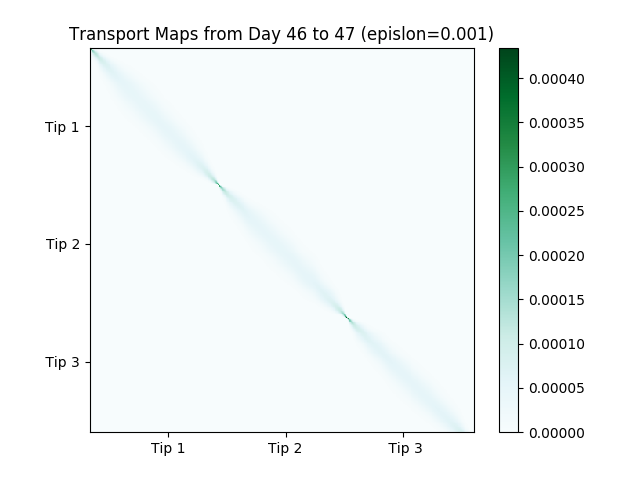 Transport Maps from Day 46 to 47 (epislon=0.001)
Tip 1
Tip 2
Tip 3
Tip 1 Tip 2 Tip 3
0.00040
0.00035
0.00030
0.00025
0.00020
0.00015
0.00010
0.00005
0.00000